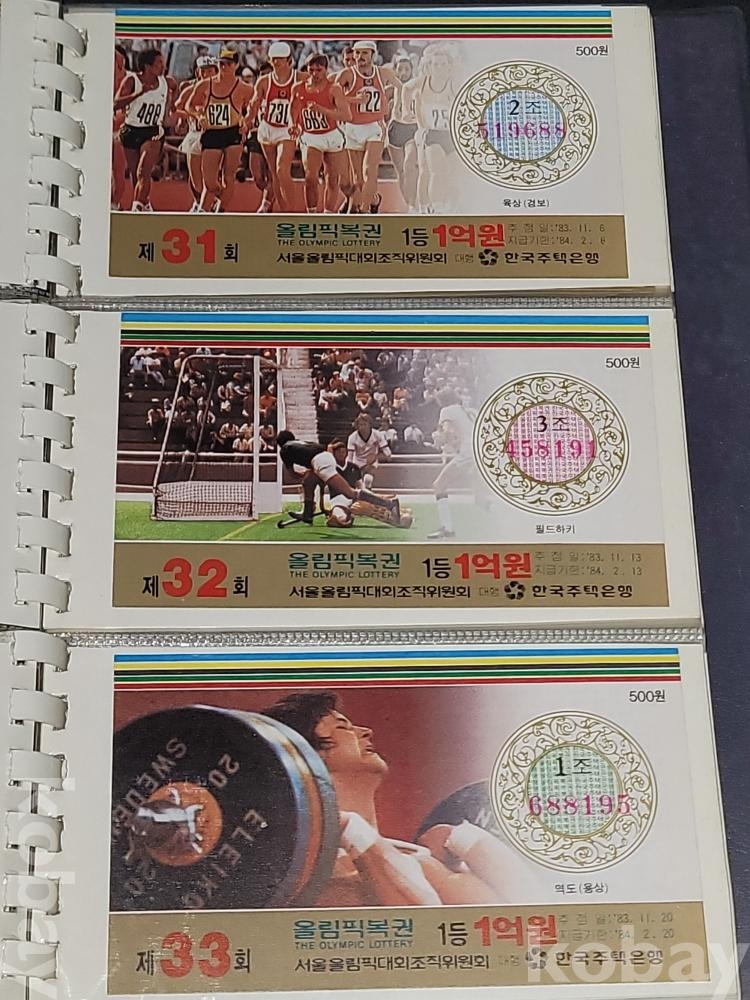 500원
488
624
730
683
22
75
2 조
519688
육상(경보)
제 31 회
올림픽복권
THE OLYMPIC LOTTERY
1등 1억원
추 첨 일:'83. 11. 6
지급기한:'84. 2. 6
서울올림픽대회조직위원회 대행 한국주택은행
500원
3 조
458191
필드하키
제 32 회
올림픽복권
THE OLYMPIC LOTTERY
1등 1억원
추 첨 일:'83. 11. 13
지급기한:'84. 2. 13
서울올림픽대회조직위원회 대행 한국주택은행
500원
20
SWEDEN
ELEIKO
20
1 조
688195
역도(용상)
제 33 회
올림픽복권
THE OLYMPIC LOTTERY
1등 1억원
추 첨 일:'83. 11. 20
지급기한:'84. 2. 20
서울올림픽대회조직위원회 대행 한국주택은행
kobay
kobay